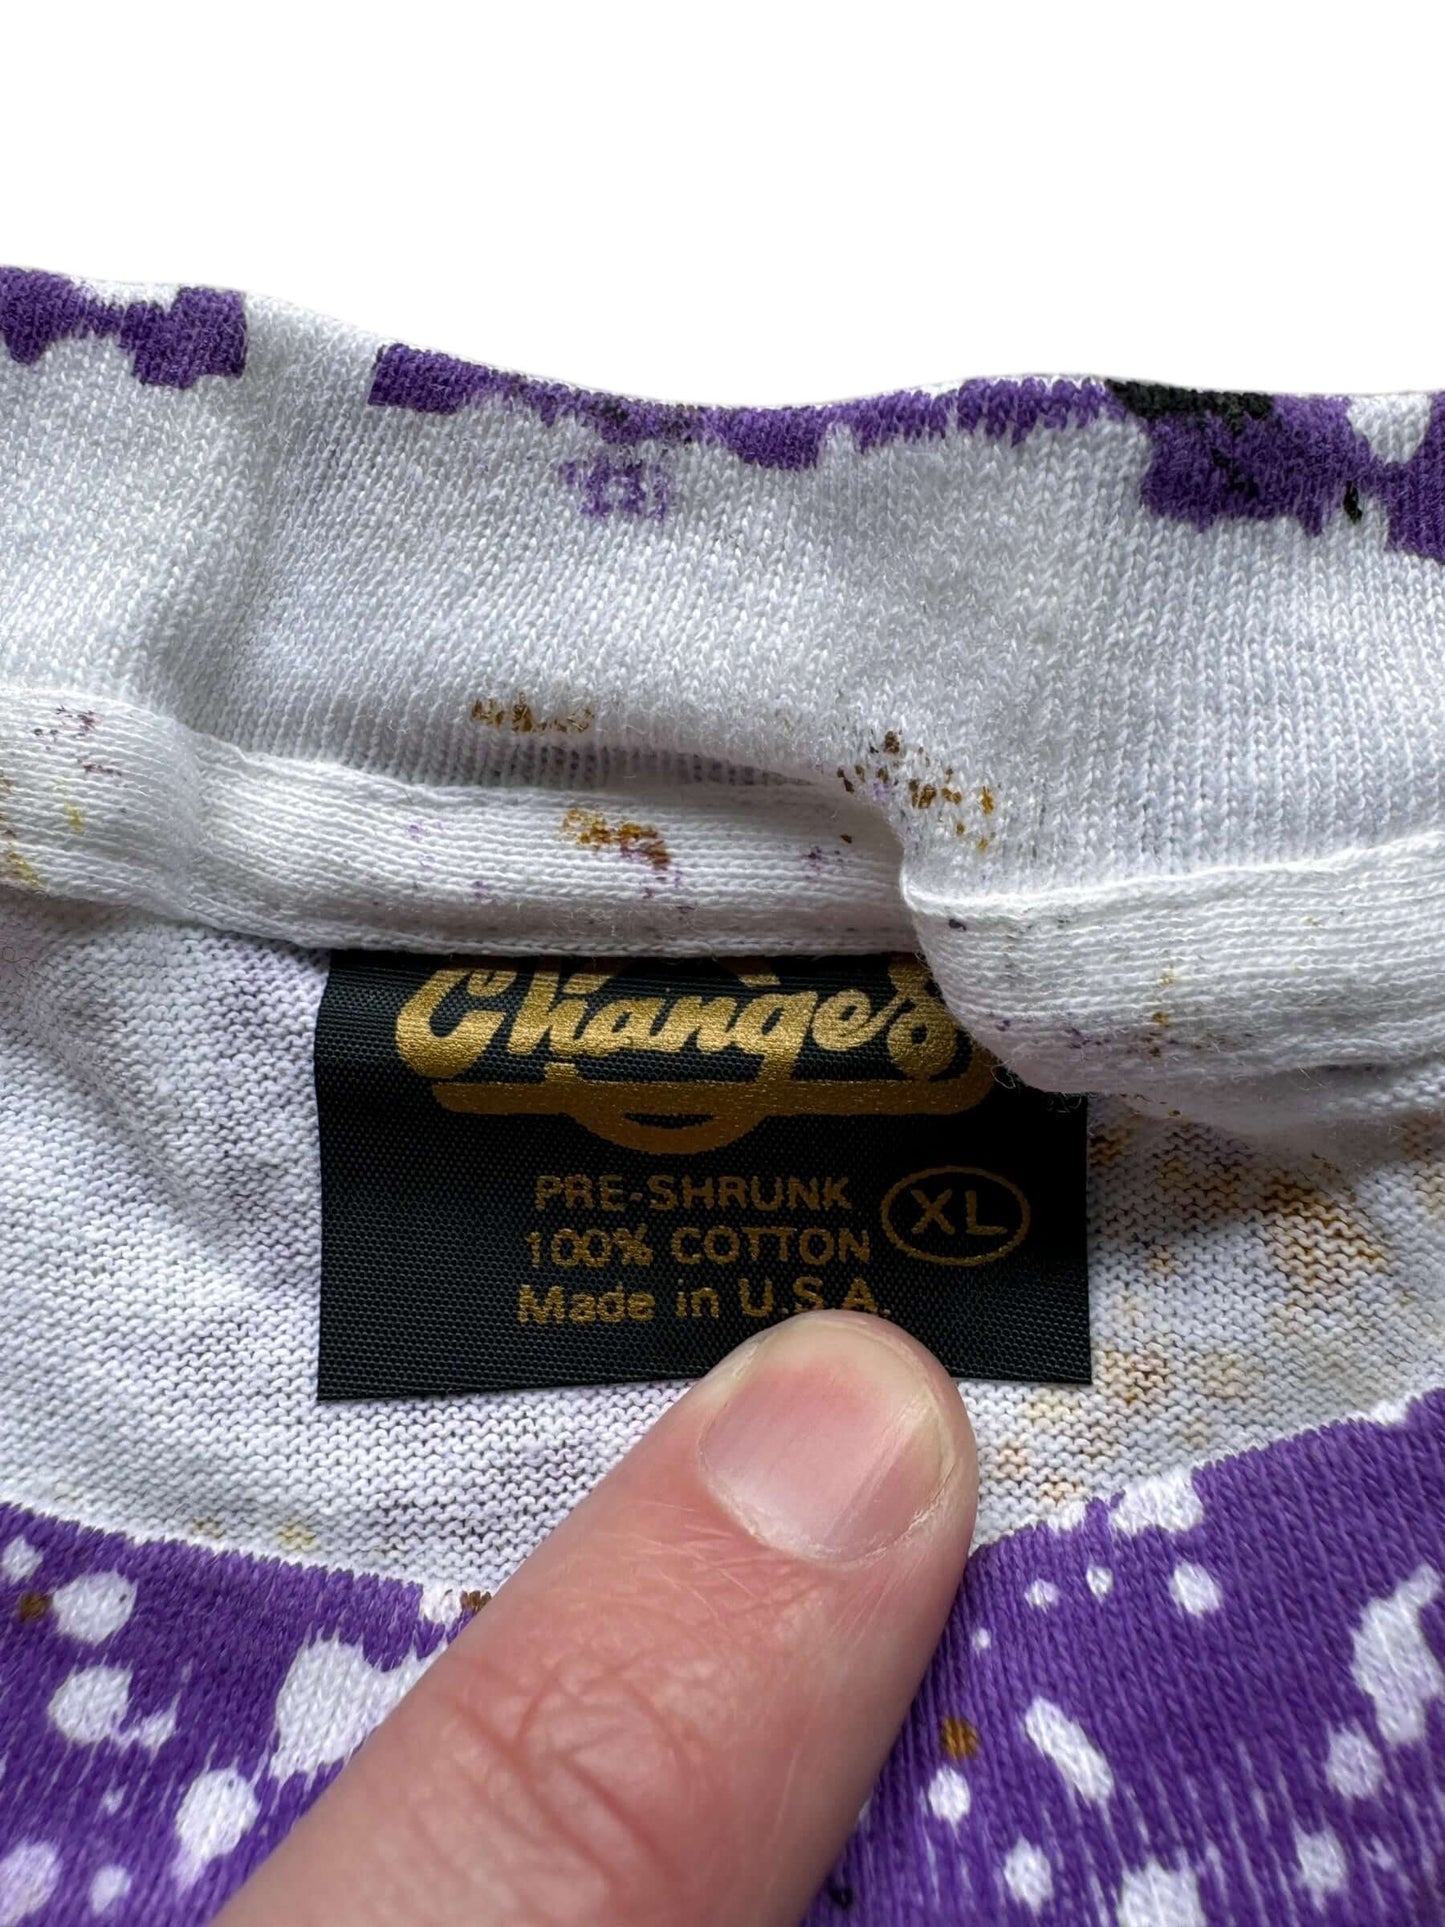 Changes
PRE-SHRUNK
100% COTTON XL
Made in U.S.A.